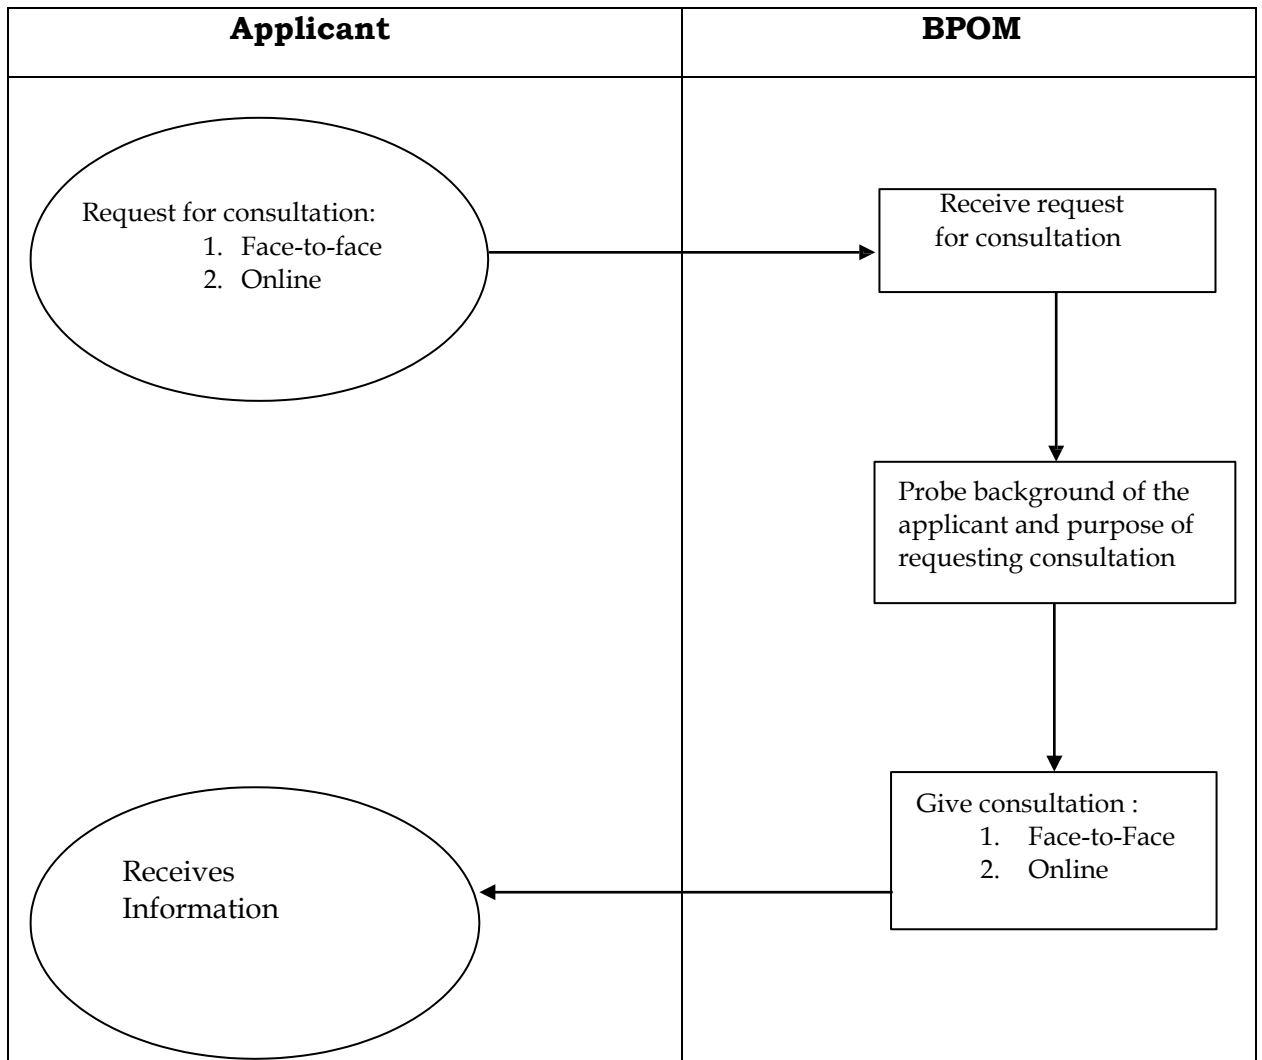 Applicant
BPOM
Request for consultation:
1. Face-to-face
2. Online
Receive request
for consultation
Probe background of the
applicant and purpose of
requesting consultation
Give consultation :
1. Face-to-Face
2. Online
Receives
Information